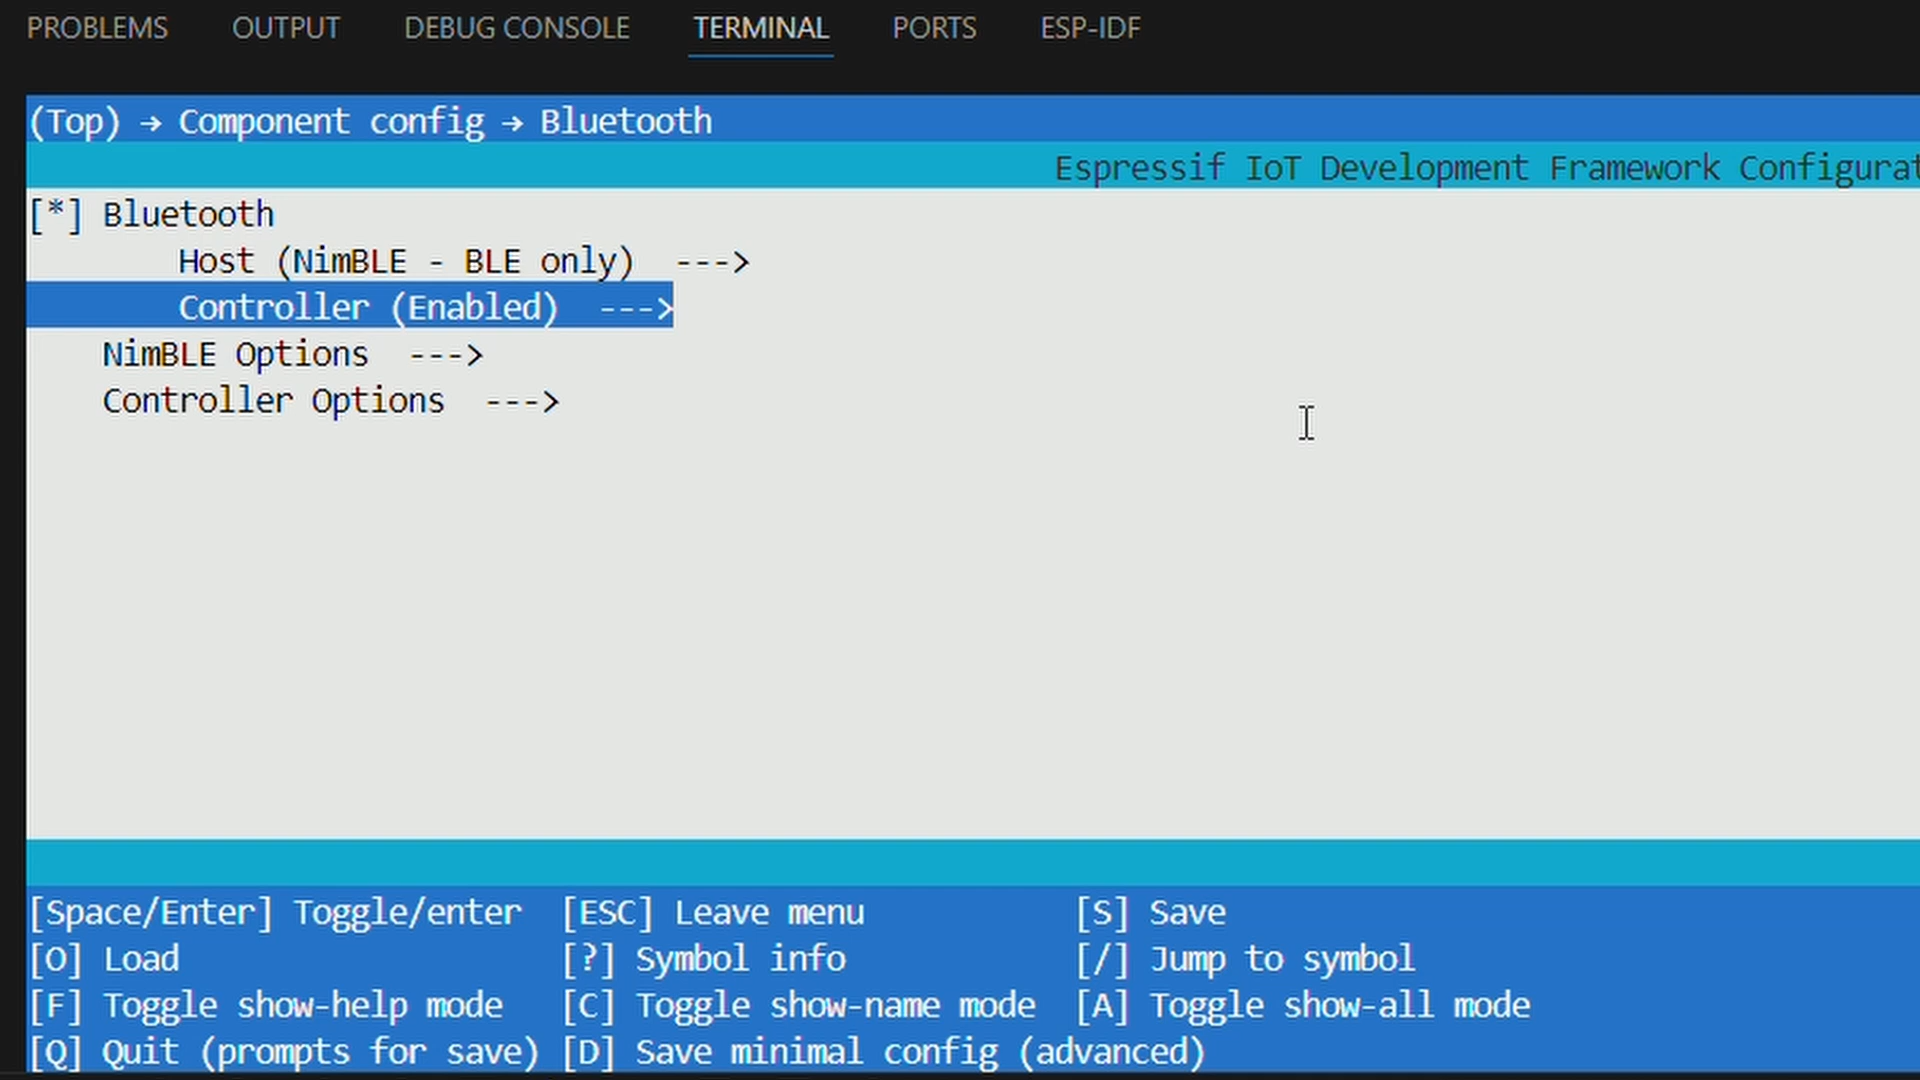 PROBLEMS OUTPUT DEBUG CONSOLE TERMINAL PORTS ESP-IDF
(Top) → Component config → Bluetooth
Espressif IoT Development Framework Configurat
[*] Bluetooth
Host (NimBLE - BLE only) --->
Controller (Enabled) --->
NimBLE Options --->
Controller Options --->
[Space/Enter] Toggle/enter [ESC] Leave menu [S] Save
[O] Load [?] Symbol info [/] Jump to symbol
[F] Toggle show-help mode [C] Toggle show-name mode [A] Toggle show-all mode
[Q] Quit (prompts for save) [D] Save minimal config (advanced)